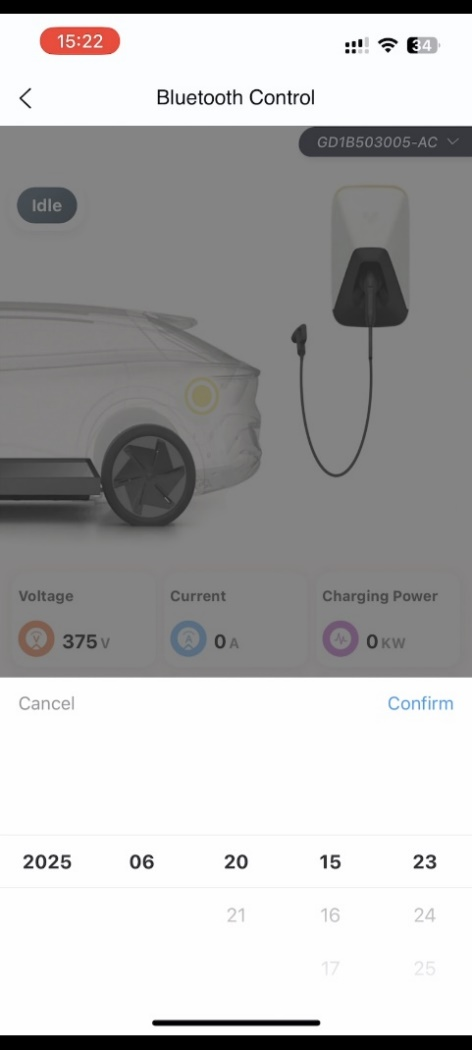 15:22
34
Bluetooth Control
GD1B503005-AC
Idle
Voltage Current Charging Power
375 V 0 A 0 KW
Cancel Confirm
2025 06 20 15 23
21 16 24
17 25